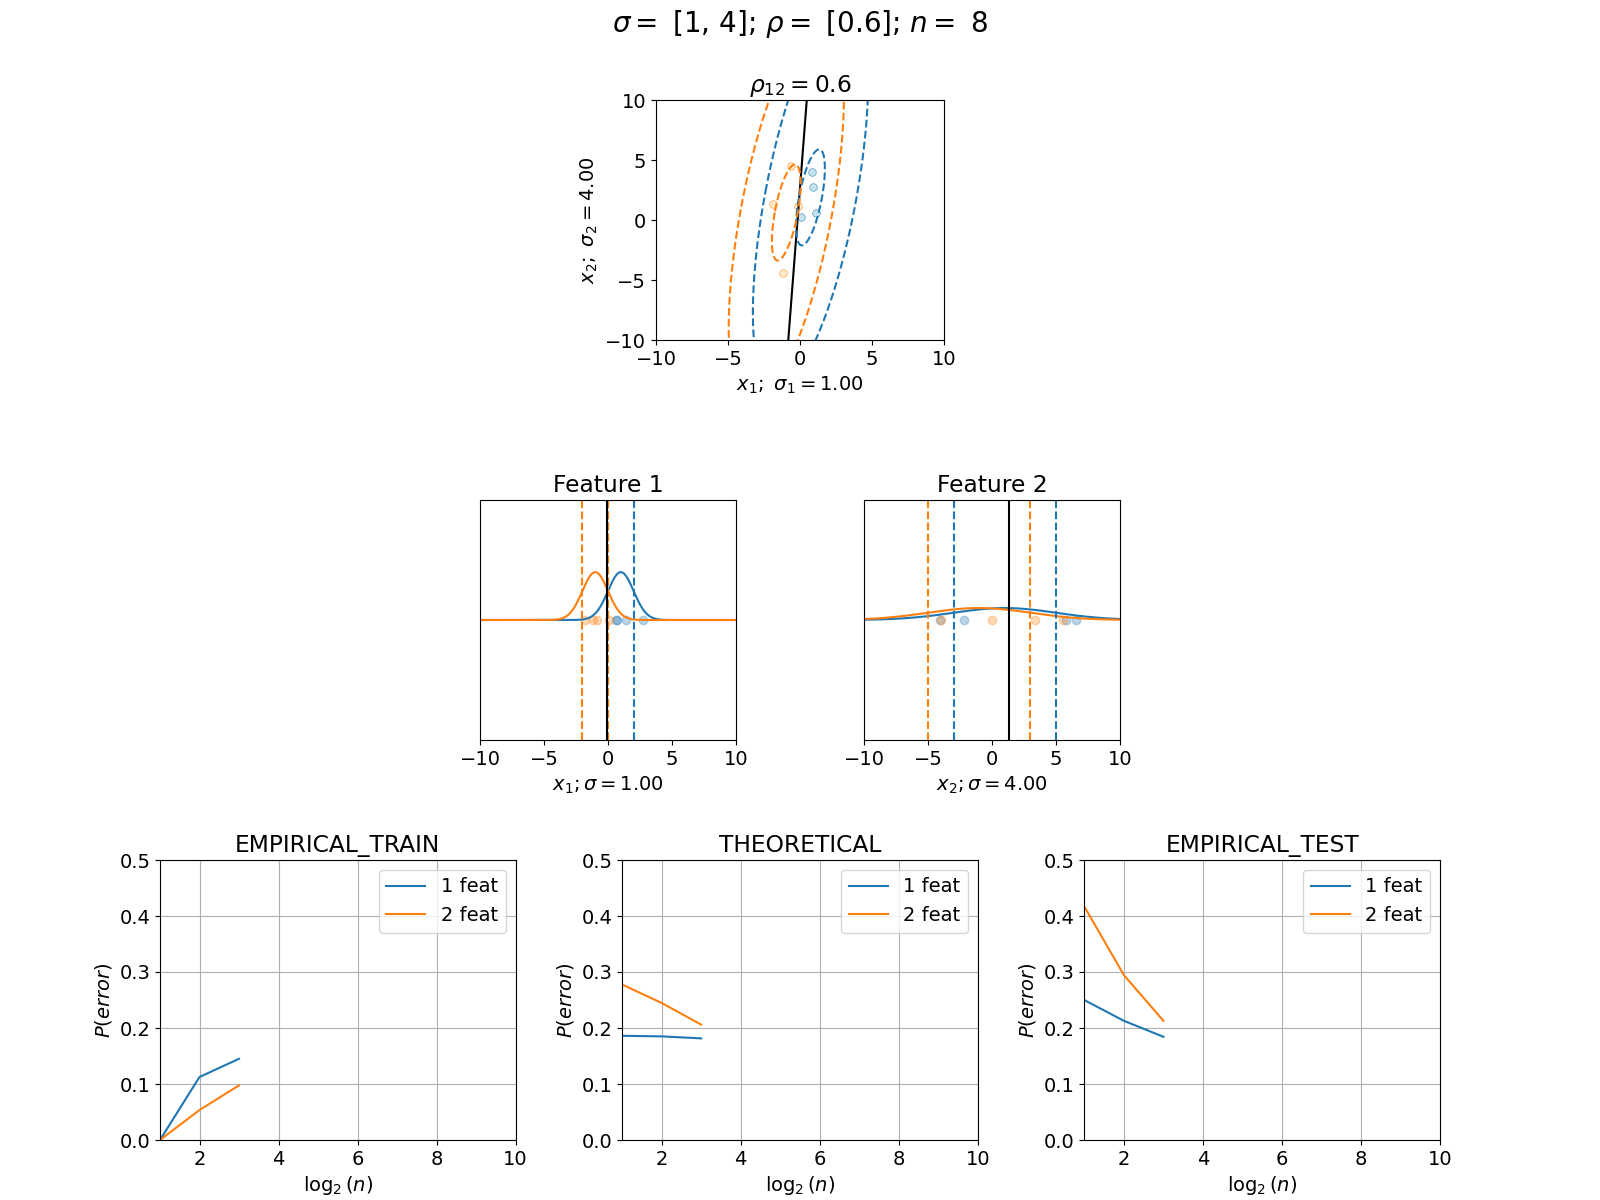 σ = [1, 4]; ρ = [0.6]; n = 8
ρ₁₂ = 0.6
10
5
0
−5
−10
x₂; σ₂ = 4.00
−10 −5 0 5 10
x₁; σ₁ = 1.00
Feature 1 Feature 2
−10 −5 0 5 10 −10 −5 0 5 10
x₁; σ = 1.00 x₂; σ = 4.00
EMPIRICAL_TRAIN THEORETICAL EMPIRICAL_TEST
0.5 0.5 0.5
1 feat 1 feat 1 feat
2 feat 2 feat 2 feat
0.4 0.4 0.4
0.3 0.3 0.3
P(error) P(error) P(error)
0.2 0.2 0.2
0.1 0.1 0.1
0.0 0.0 0.0
2 4 6 8 10 2 4 6 8 10 2 4 6 8 10
log₂ (n) log₂ (n) log₂ (n)